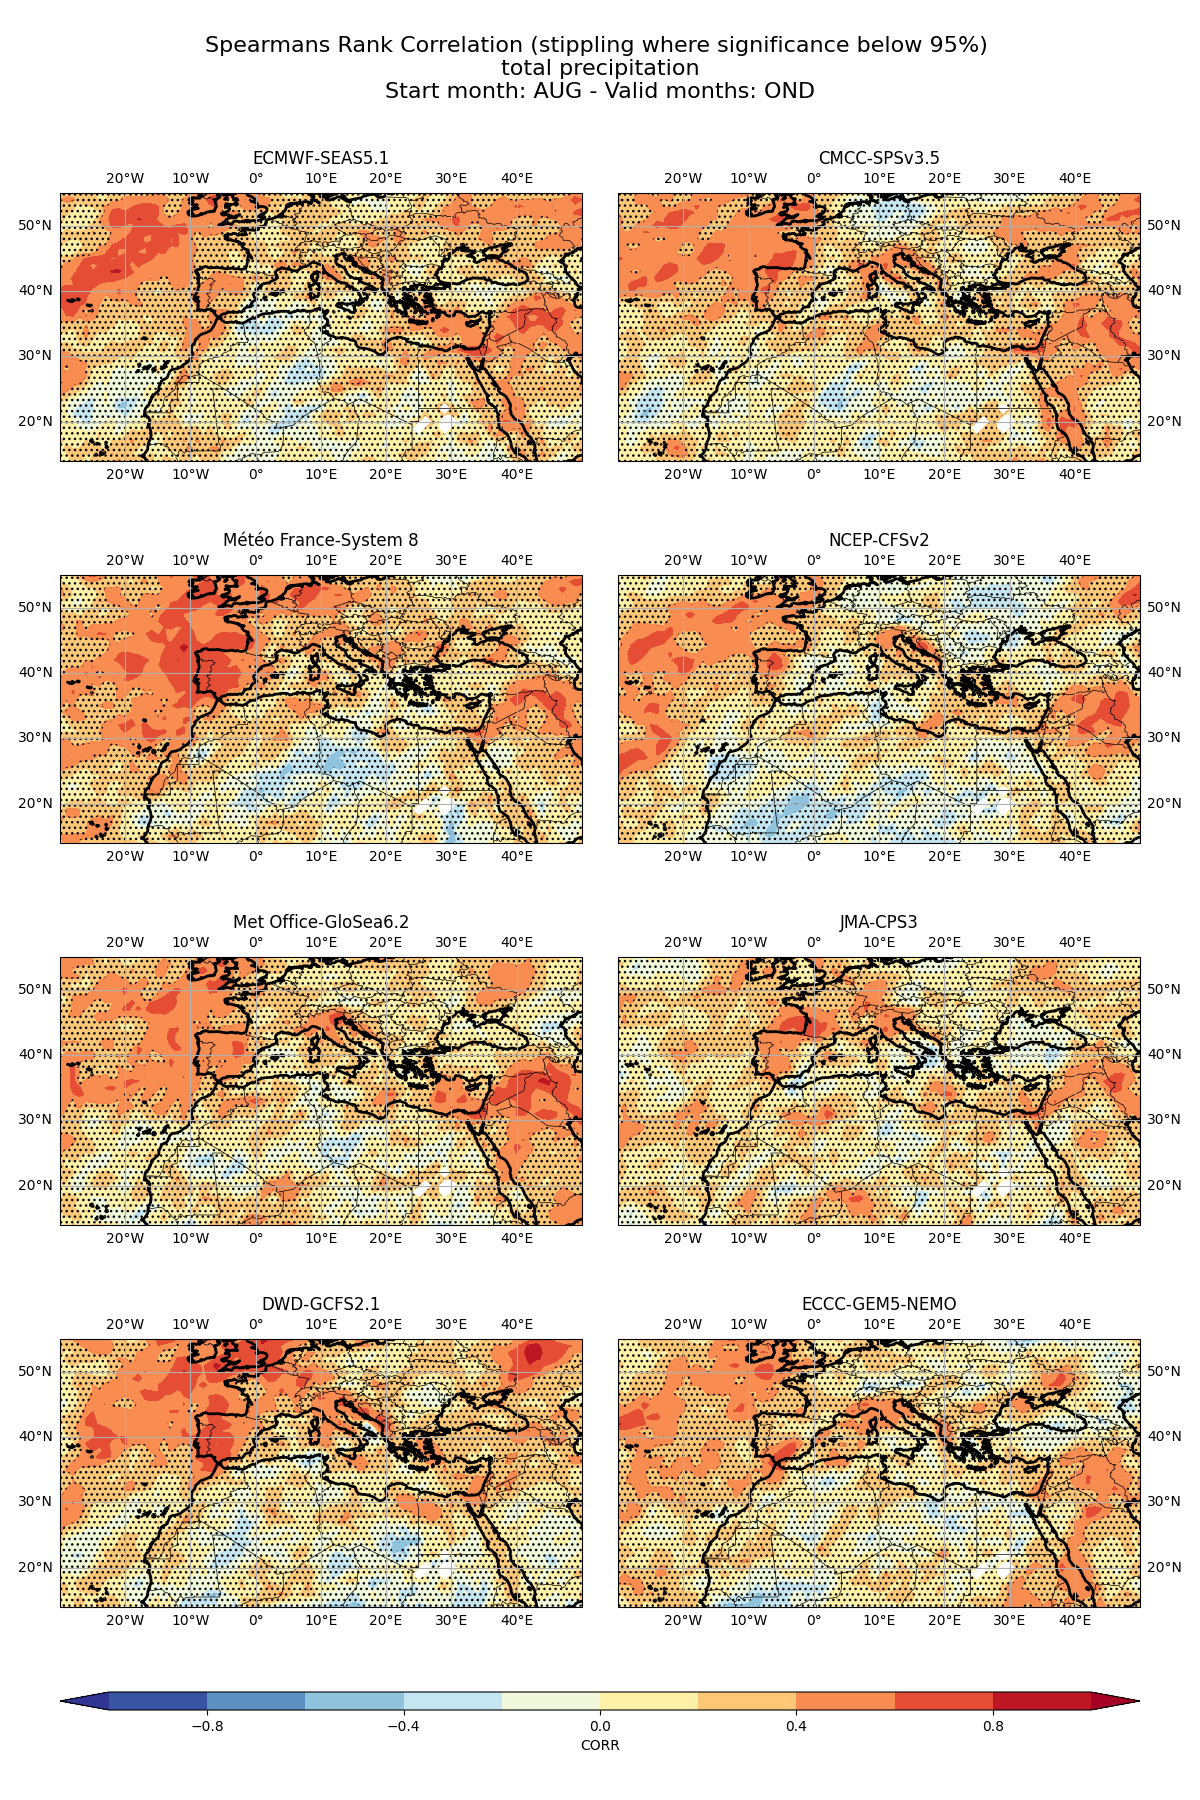 Spearmans Rank Correlation (stippling where significance below 95%)
total precipitation
Start month: AUG - Valid months: OND
ECMWF-SEAS5.1
20°W 10°W 0° 10°E 20°E 30°E 40°E
50°N
40°N
30°N
20°N
20°W 10°W 0° 10°E 20°E 30°E 40°E
CMCC-SPSv3.5
20°W 10°W 0° 10°E 20°E 30°E 40°E
50°N
40°N
30°N
20°N
20°W 10°W 0° 10°E 20°E 30°E 40°E
Météo France-System 8
20°W 10°W 0° 10°E 20°E 30°E 40°E
50°N
40°N
30°N
20°N
20°W 10°W 0° 10°E 20°E 30°E 40°E
NCEP-CFSv2
20°W 10°W 0° 10°E 20°E 30°E 40°E
50°N
40°N
30°N
20°N
20°W 10°W 0° 10°E 20°E 30°E 40°E
Met Office-GloSea6.2
20°W 10°W 0° 10°E 20°E 30°E 40°E
50°N
40°N
30°N
20°N
20°W 10°W 0° 10°E 20°E 30°E 40°E
JMA-CPS3
20°W 10°W 0° 10°E 20°E 30°E 40°E
50°N
40°N
30°N
20°N
20°W 10°W 0° 10°E 20°E 30°E 40°E
DWD-GCFS2.1
20°W 10°W 0° 10°E 20°E 30°E 40°E
50°N
40°N
30°N
20°N
20°W 10°W 0° 10°E 20°E 30°E 40°E
ECCC-GEM5-NEMO
20°W 10°W 0° 10°E 20°E 30°E 40°E
50°N
40°N
30°N
20°N
20°W 10°W 0° 10°E 20°E 30°E 40°E
−0.8 −0.4 0.0 0.4 0.8
CORR